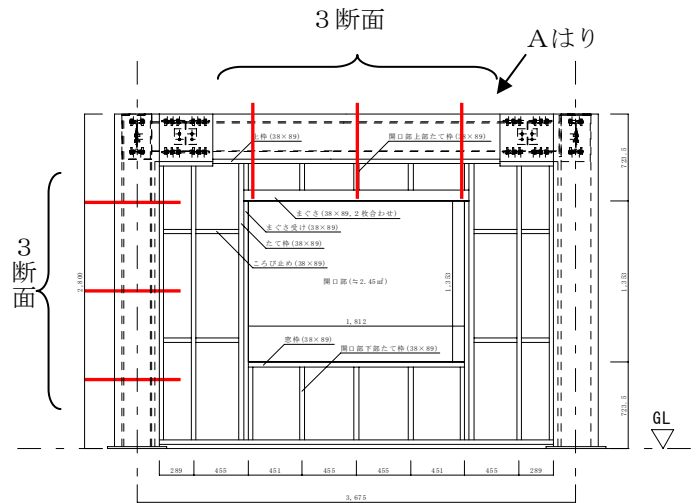 3断面
Aはり
上枠(38×89)
開口部上部たて枠(38×89)
まぐさ(38×89,2枚合わせ)
まぐさ受け(38×89)
たて枠(38×89)
ころび止め(38×89)
開口部(≒2.45㎡)
1,353
1,812
窓枠(38×89)
開口部下部たて枠(38×89)
3断面
2,800
723.5
1,353
723.5
GL
289 455 451 455 455 451 455 289
3,675